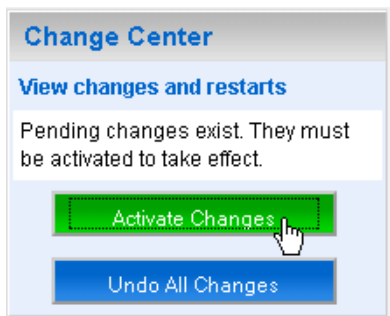 Change Center
View changes and restarts
Pending changes exist. They must
be activated to take effect.
Activate Changes
Undo All Changes